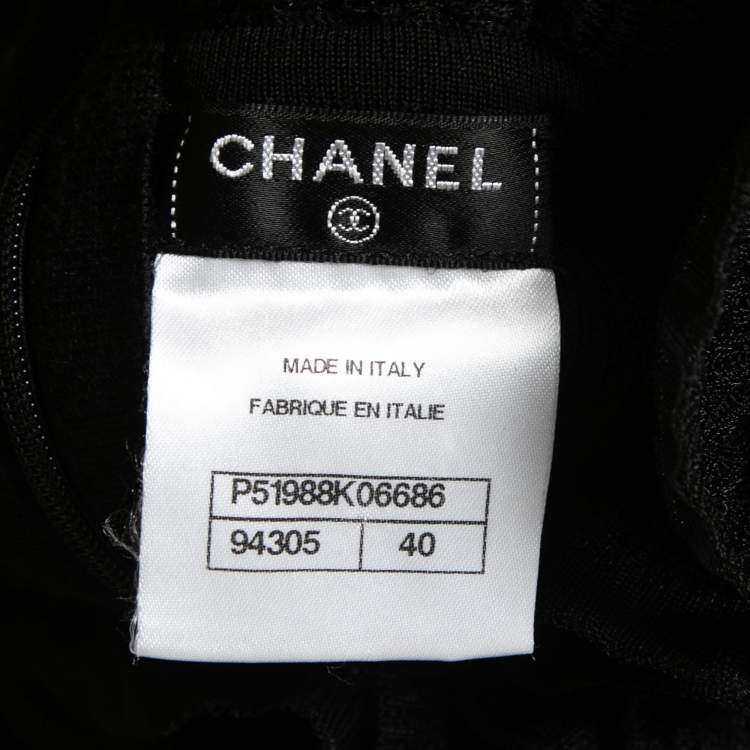 CHANEL
MADE IN ITALY
FABRIQUE EN ITALIE
P51988K06686
94305 40